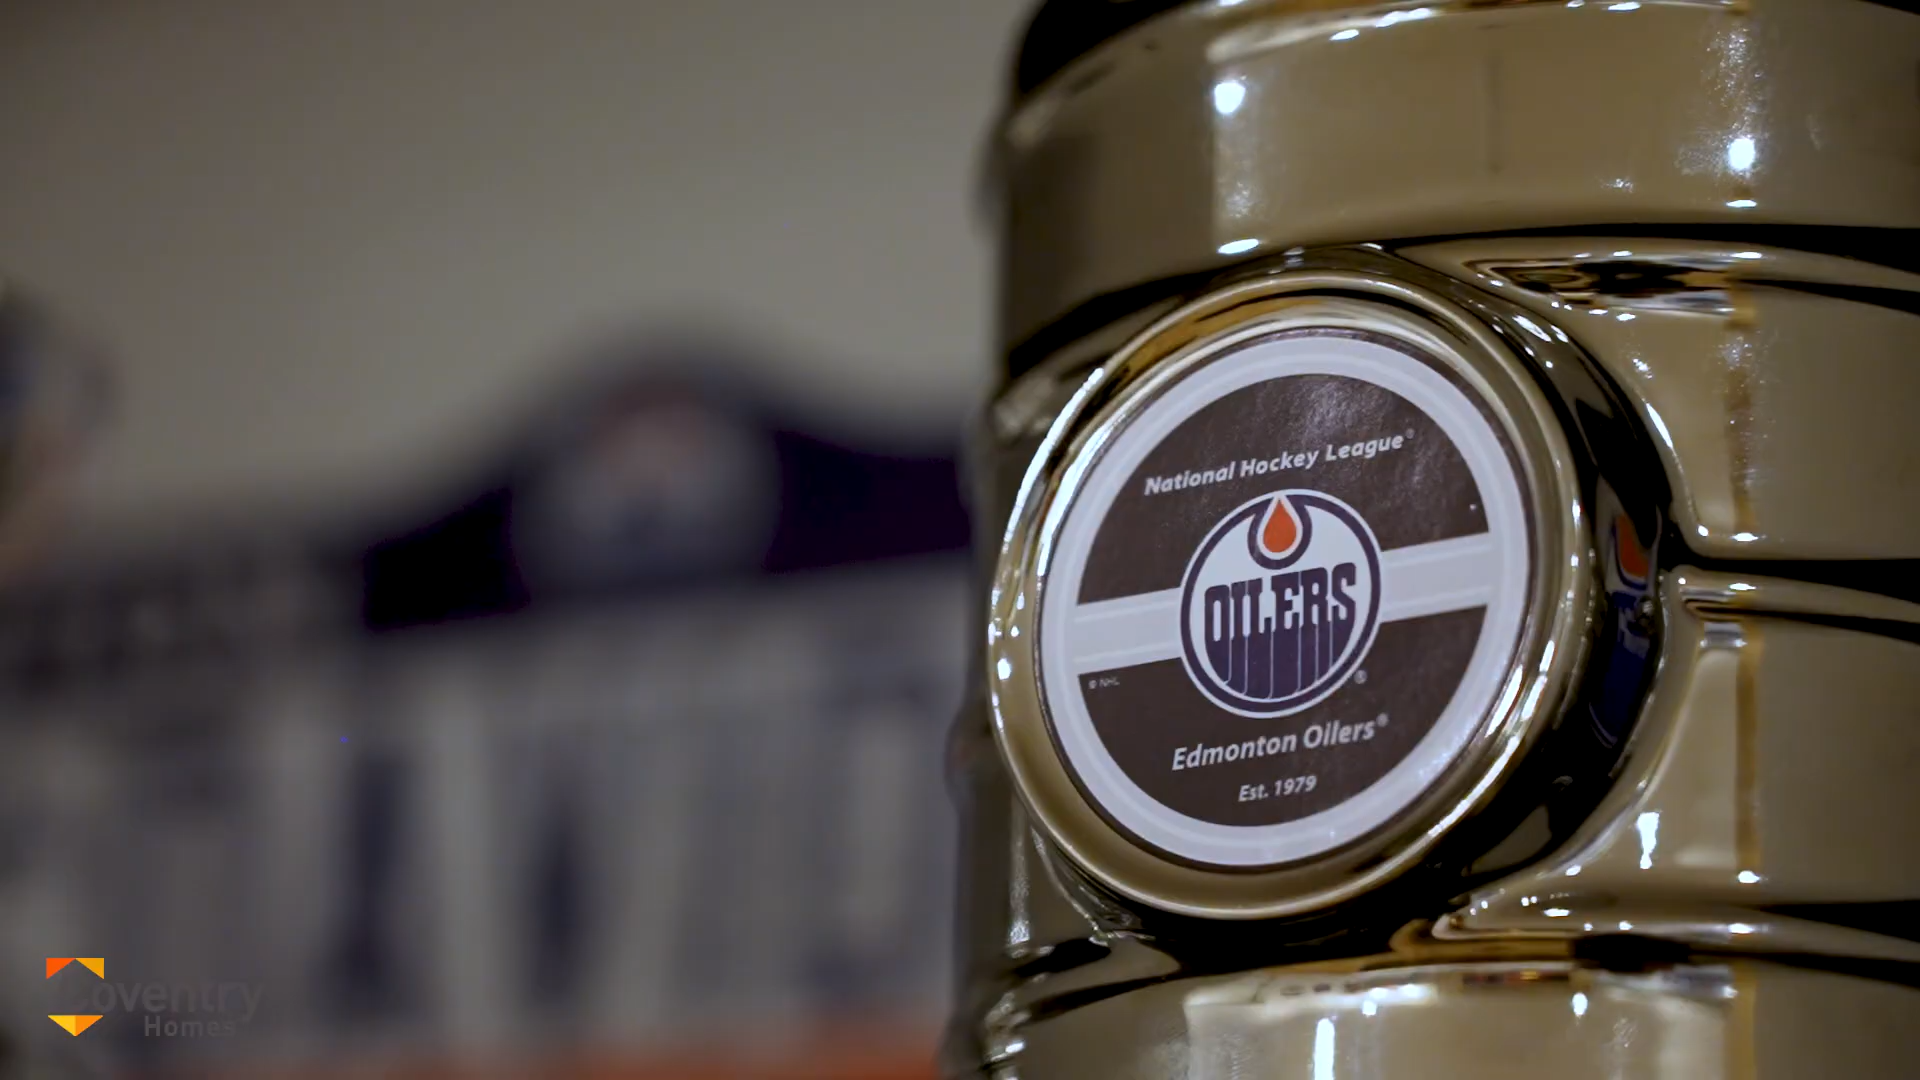 National Hockey League®
OILERS
®
© NHL
Edmonton Oilers®
Est. 1979
Coventry
Homes